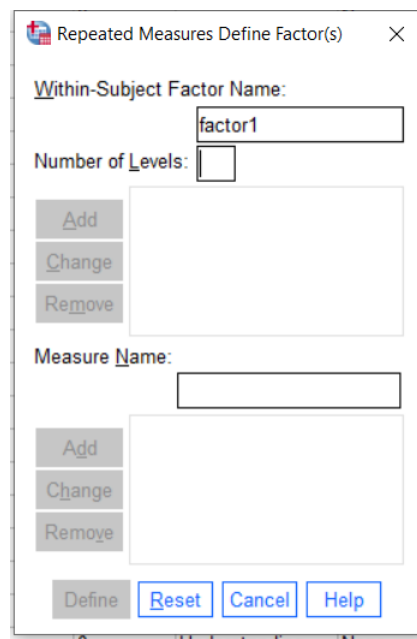 Repeated Measures Define Factor(s)
Within-Subject Factor Name:
factor1
Number of Levels:
Add
Change
Remove
Measure Name:
Add
Change
Remove
Define Reset Cancel Help